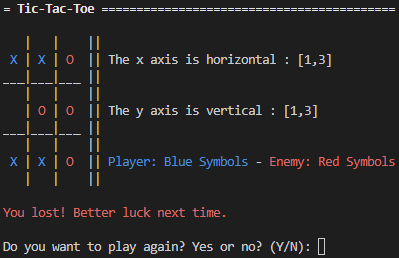 = Tic-Tac-Toe ==========================================
   |   |   ||
 X | X | O || The x axis is horizontal : [1,3]
___|___|___||
   |   |   ||
   | O | O || The y axis is vertical : [1,3]
___|___|___||
   |   |   ||
 X | X | O || Player: Blue Symbols - Enemy: Red Symbols
   |   |   ||
You lost! Better luck next time.
Do you want to play again? Yes or no? (Y/N):